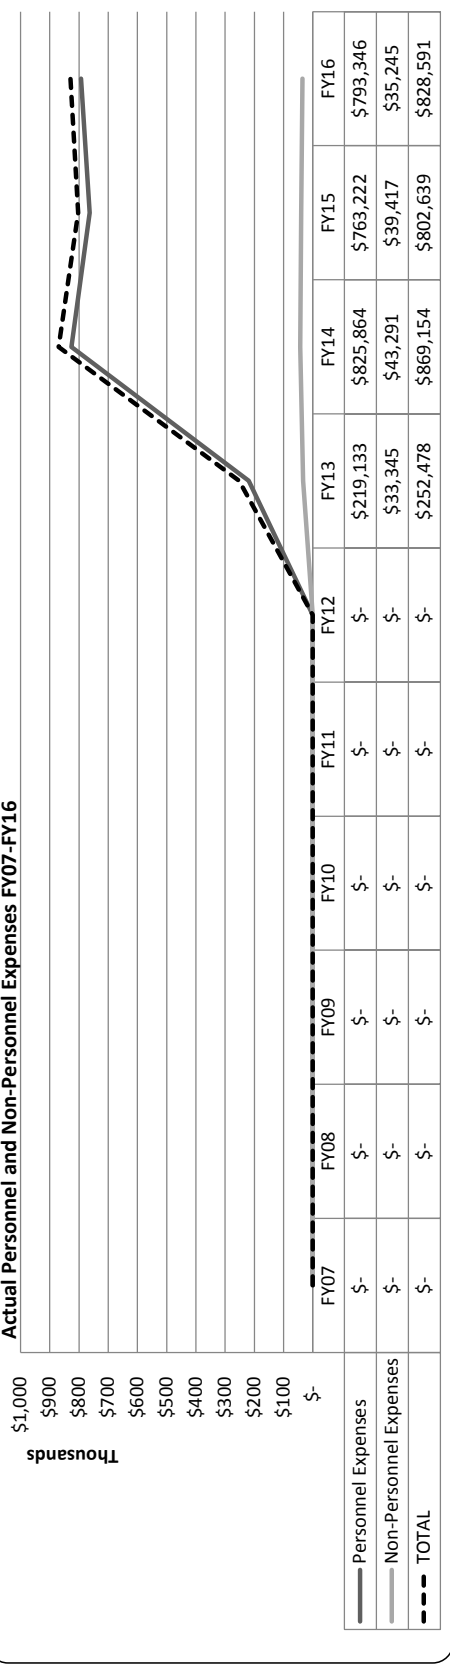 Actual Personnel and Non-Personnel Expenses FY07-FY16
Thousands
$1,000
$900
$800
$700
$600
$500
$400
$300
$200
$100
$-
FY07 FY08 FY09 FY10 FY11 FY12 FY13 FY14 FY15 FY16
Personnel Expenses $- $- $- $- $- $- $219,133 $825,864 $763,222 $793,346
Non-Personnel Expenses $- $- $- $- $- $- $33,345 $43,291 $39,417 $35,245
TOTAL $- $- $- $- $- $- $252,478 $869,154 $802,639 $828,591